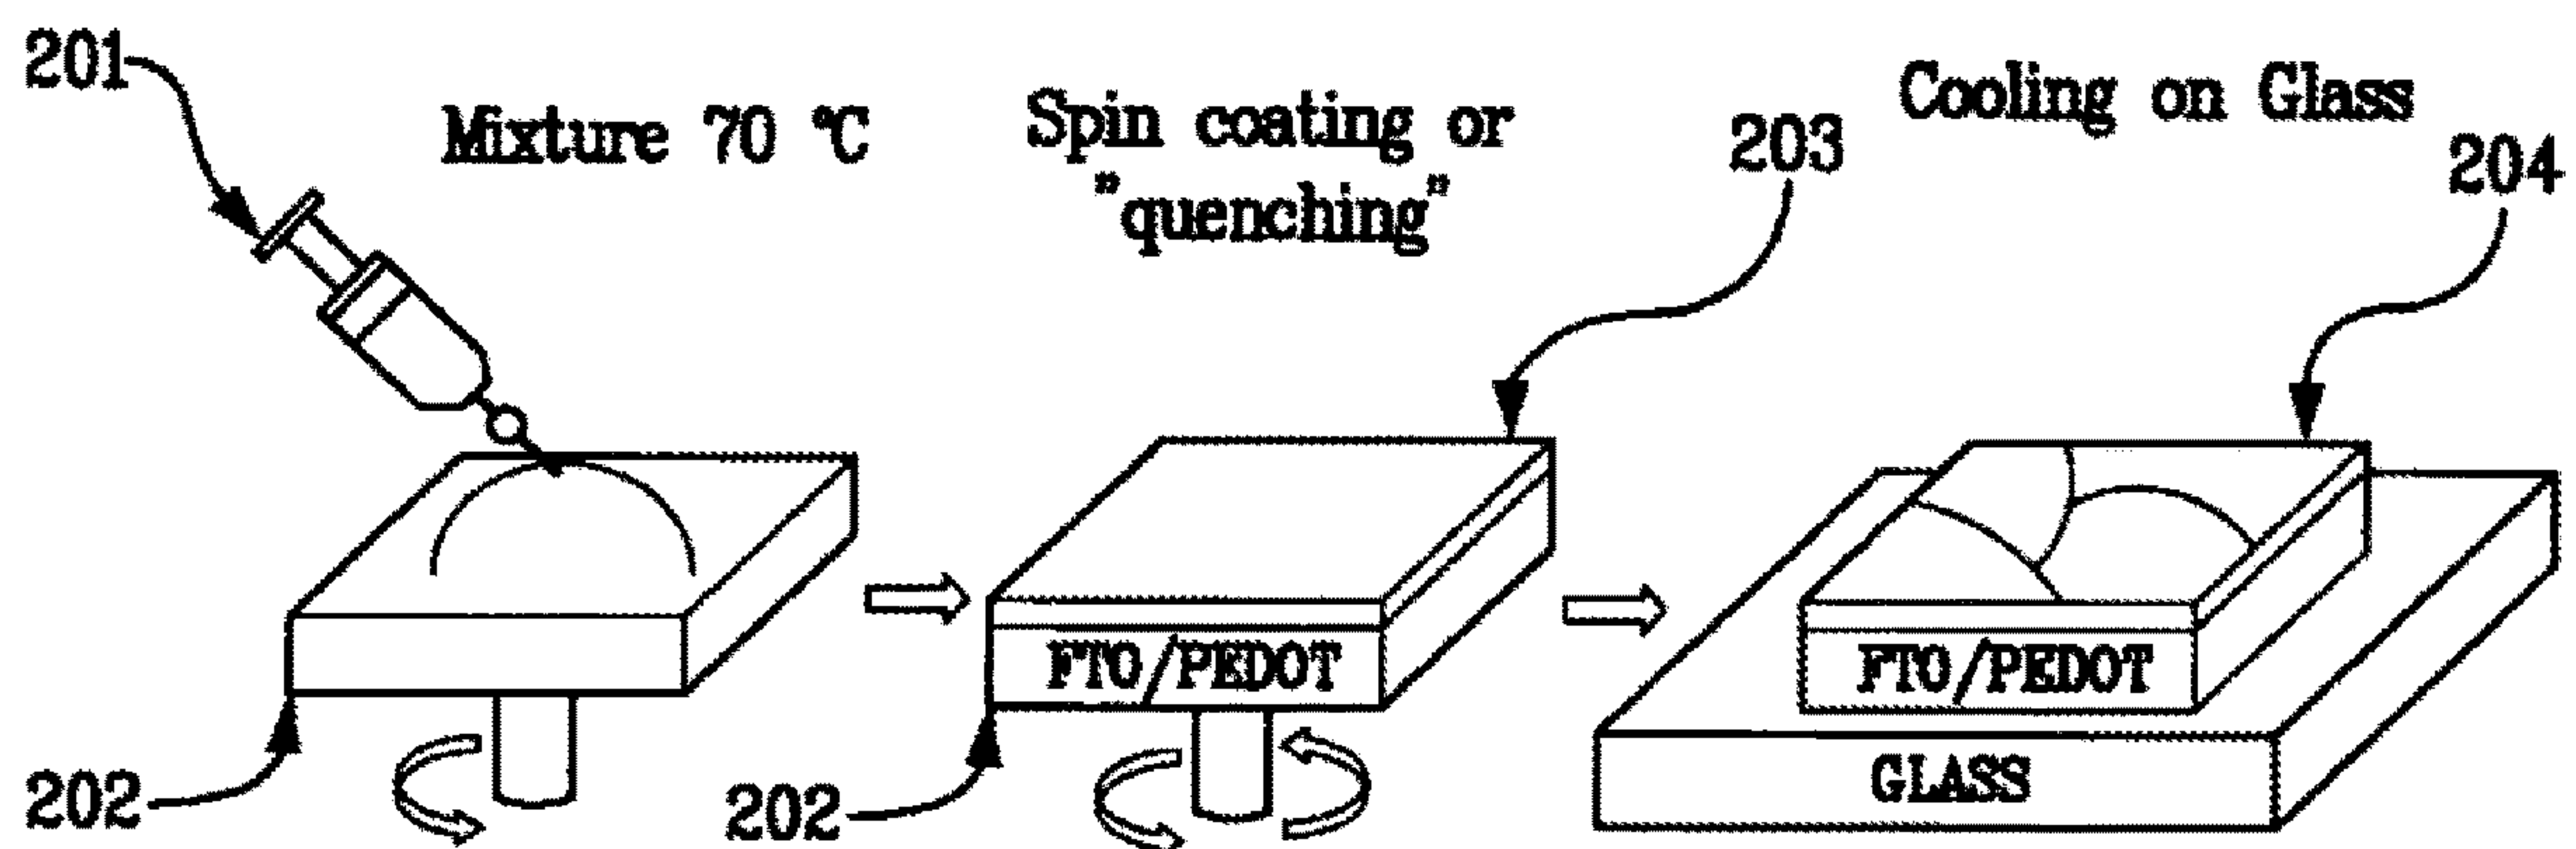 201
Mixture 70 °C
Spin coating or
"quenching"
203
Cooling on Glass
204
FTO/PEDOT
FTO/PEDOT
GLASS
202
202